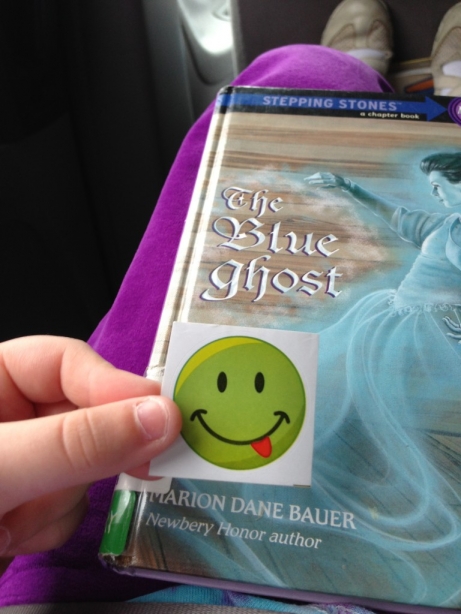 STEPPING STONES
a chapter book
The
Blue
Ghost
MARION DANE BAUER
Newbery Honor author